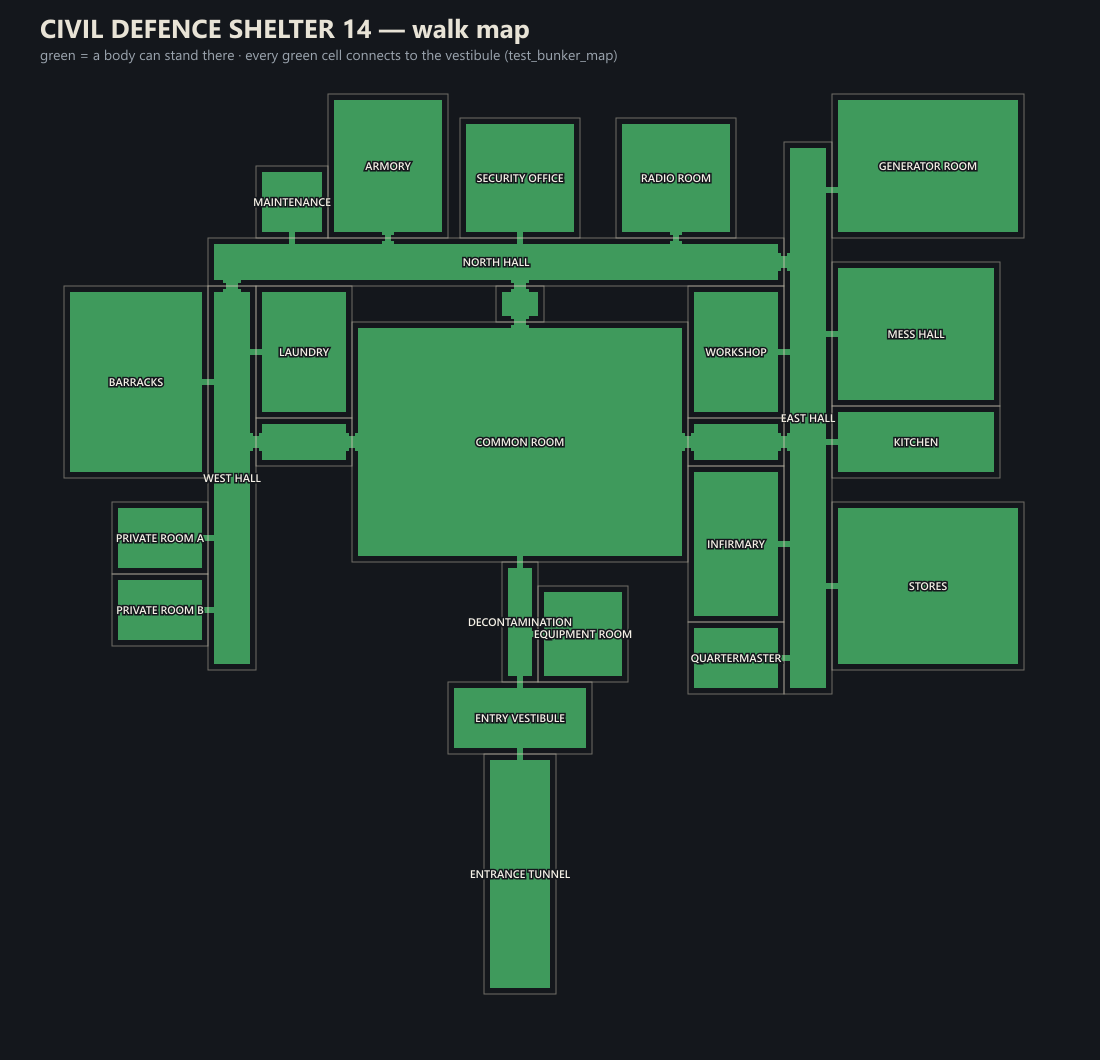 CIVIL DEFENCE SHELTER 14 — walk map
green = a body can stand there · every green cell connects to the vestibule (test_bunker_map)
ARMORY
GENERATOR ROOM
SECURITY OFFICE
RADIO ROOM
MAINTENANCE
NORTH HALL
MESS HALL
LAUNDRY
WORKSHOP
BARRACKS
EAST HALL
COMMON ROOM
KITCHEN
WEST HALL
PRIVATE ROOM A
INFIRMARY
STORES
PRIVATE ROOM B
DECONTAMINATION
EQUIPMENT ROOM
QUARTERMASTER
ENTRY VESTIBULE
ENTRANCE TUNNEL